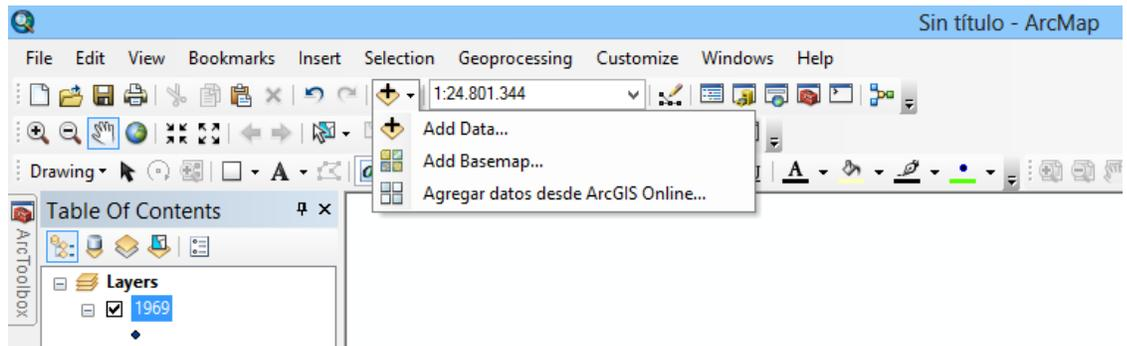 Sin título - ArcMap
File Edit View Bookmarks Insert Selection Geoprocessing Customize Windows Help
1:24.801.344
Add Data...
Add Basemap...
Drawing A A
Agregar datos desde ArcGIS Online...
Table Of Contents
ArcToolbox
Layers
1969